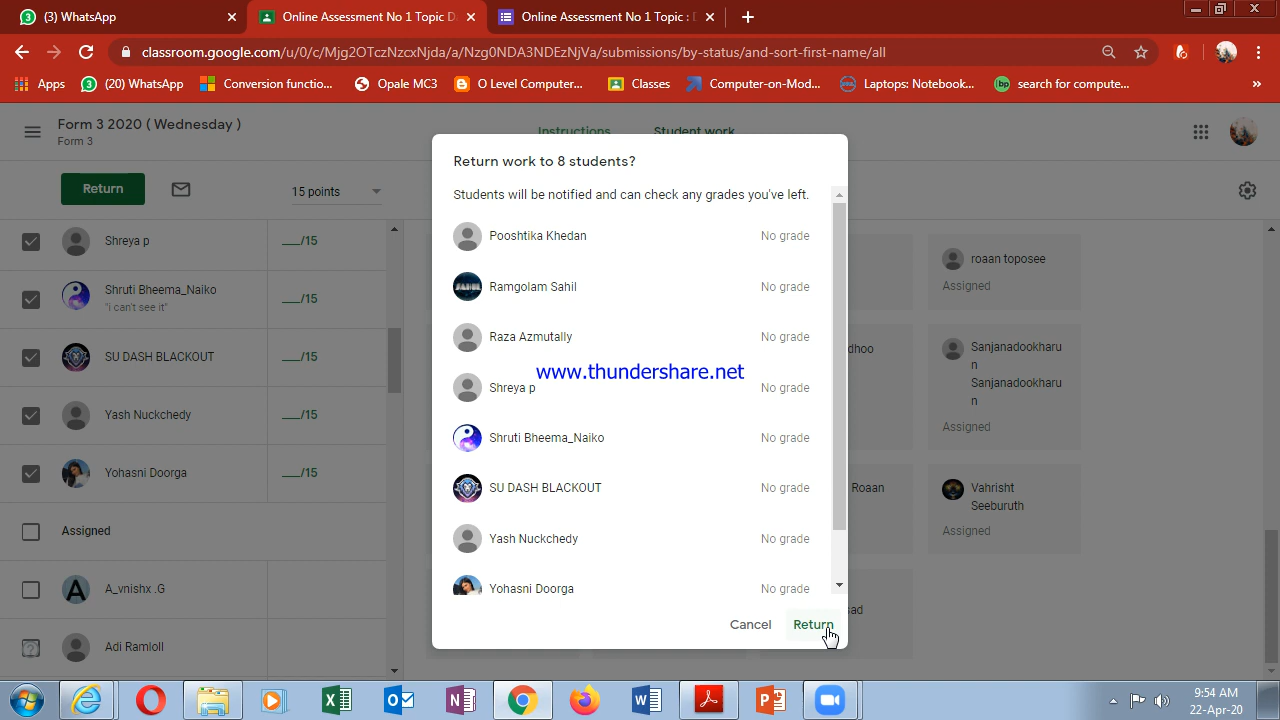 (3) WhatsApp
Online Assessment No 1 Topic D
Online Assessment No 1 Topic : D
classroom.google.com/u/0/c/Mjg2OTczNzcxNjda/a/Nzg0NDA3NDEzNjVa/submissions/by-status/and-sort-first-name/all
Apps
(20) WhatsApp
Conversion functio...
Opale MC3
O Level Computer...
Classes
Computer-on-Mod...
Laptops: Notebook...
search for compute...
Form 3 2020 ( Wednesday )
Form 3
Instructions
Student work
Return
15 points
Shreya p
/15
Shruti Bheema_Naiko
"i can't see it"
/15
SU DASH BLACKOUT
/15
Yash Nuckchedy
/15
Yohasni Doorga
/15
Assigned
A_vnishx .G
Adi Ramloll
Return work to 8 students?
Students will be notified and can check any grades you've left.
Pooshtika Khedan
No grade
Ramgolam Sahil
No grade
Raza Azmutally
No grade
www.thundershare.net
Shreya p
No grade
Shruti Bheema_Naiko
No grade
SU DASH BLACKOUT
No grade
Yash Nuckchedy
No grade
Yohasni Doorga
No grade
Cancel
Return
roaan toposee
Assigned
dhoo
Sanjanadookharu
n
Sanjanadookharu
n
Assigned
Roaan
Vahrisht
Seeburuth
Assigned
sad
9:54 AM
22-Apr-20